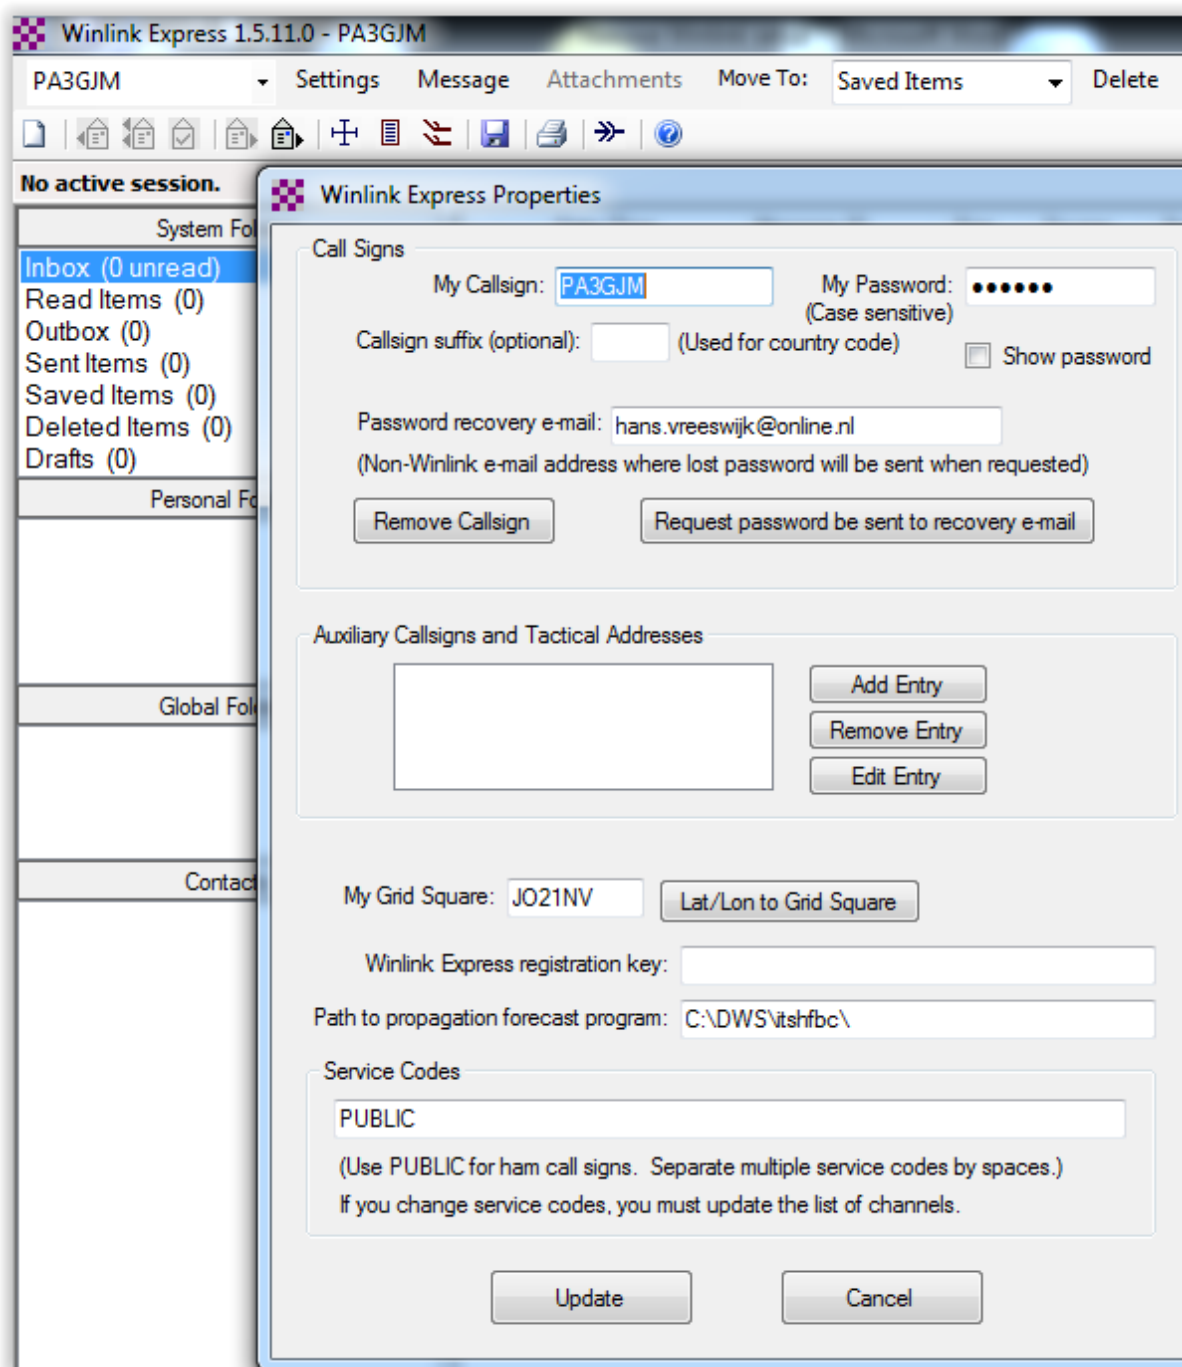 Winlink Express 1.5.11.0 - PA3GJM
PA3GJM Settings Message Attachments Move To: Saved Items Delete
No active session.
Winlink Express Properties
System Fol
Inbox (0 unread)
Read Items (0)
Outbox (0)
Sent Items (0)
Saved Items (0)
Deleted Items (0)
Drafts (0)
Personal Fo
Global Fol
Contact
Call Signs
My Callsign: PA3GJM My Password: ●●●●●●
(Case sensitive)
Callsign suffix (optional): (Used for country code)
Show password
Password recovery e-mail: hans.vreeswijk@online.nl
(Non-Winlink e-mail address where lost password will be sent when requested)
Remove Callsign Request password be sent to recovery e-mail
Auxiliary Callsigns and Tactical Addresses
Add Entry
Remove Entry
Edit Entry
My Grid Square: JO21NV Lat/Lon to Grid Square
Winlink Express registration key:
Path to propagation forecast program: C:\DWS\itshfbc\
Service Codes
PUBLIC
(Use PUBLIC for ham call signs. Separate multiple service codes by spaces.)
If you change service codes, you must update the list of channels.
Update Cancel